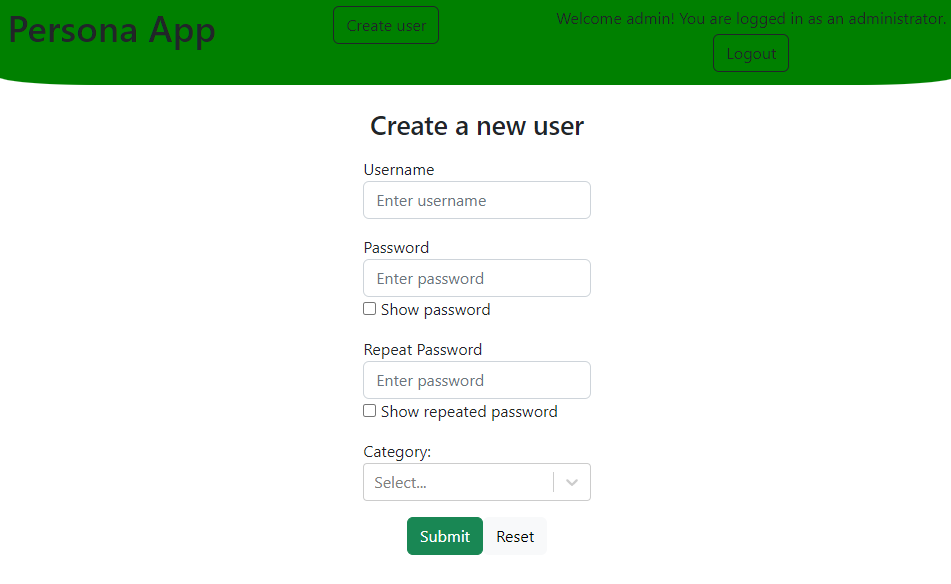 Persona App
Create user
Welcome admin! You are logged in as an administrator.
Logout
Create a new user
Username
Enter username
Password
Enter password
Show password
Repeat Password
Enter password
Show repeated password
Category:
Select...
Submit
Reset